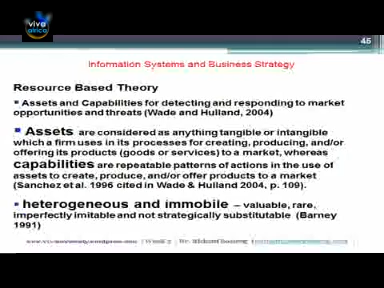 viva
africa
45
Information Systems and Business Strategy
Resource Based Theory
▪ Assets and Capabilities for detecting and responding to market
opportunities and threats (Wade and Hulland, 2004)
▪ Assets are considered as anything tangible or intangible
which a firm uses in its processes for creating, producing, and/or
offering its products (goods or services) to a market, whereas
capabilities are repeatable patterns of actions in the use of
assets to create, produce, and/or offer products to a market
(Sanchez et al. 1996 cited in Wade & Hulland 2004, p. 109).
▪ heterogeneous and immobile – valuable, rare,
imperfectly imitable and not strategically substitutable (Barney
1991)